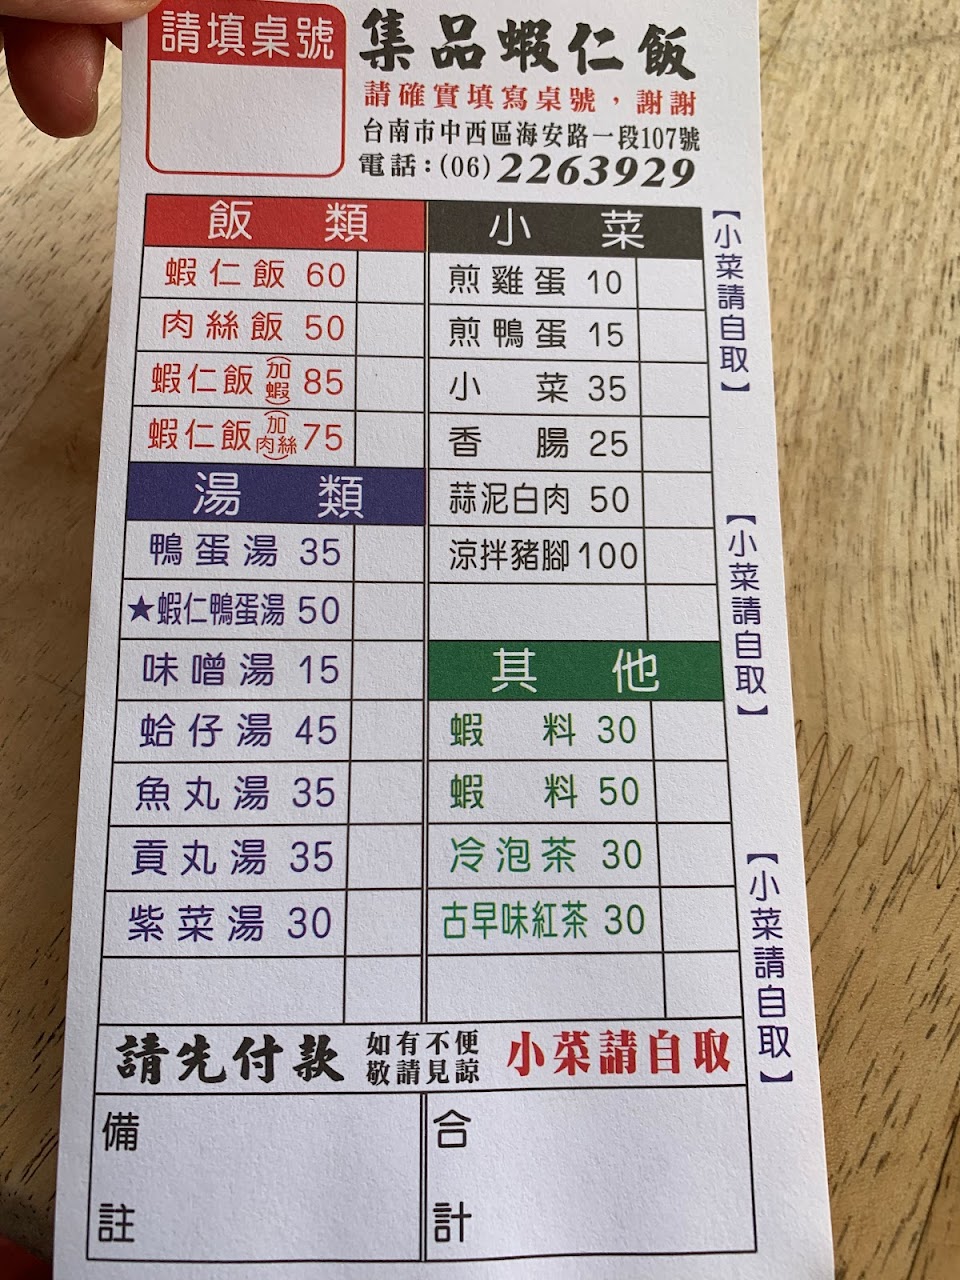 請填桌號
集品蝦仁飯
請確實填寫桌號，謝謝
台南市中西區海安路一段107號
電話：(06)2263929
飯類
蝦仁飯 60
肉絲飯 50
蝦仁飯(加蝦) 85
蝦仁飯(加肉絲) 75
湯類
鴨蛋湯 35
★蝦仁鴨蛋湯 50
味噌湯 15
蛤仔湯 45
魚丸湯 35
貢丸湯 35
紫菜湯 30
小菜
煎雞蛋 10
煎鴨蛋 15
小菜 35
香腸 25
蒜泥白肉 50
涼拌豬腳 100
其他
蝦料 30
蝦料 50
冷泡茶 30
古早味紅茶 30
【小菜請自取】
【小菜請自取】
【小菜請自取】
請先付款
如有不便
敬請見諒
小菜請自取
備註
合計